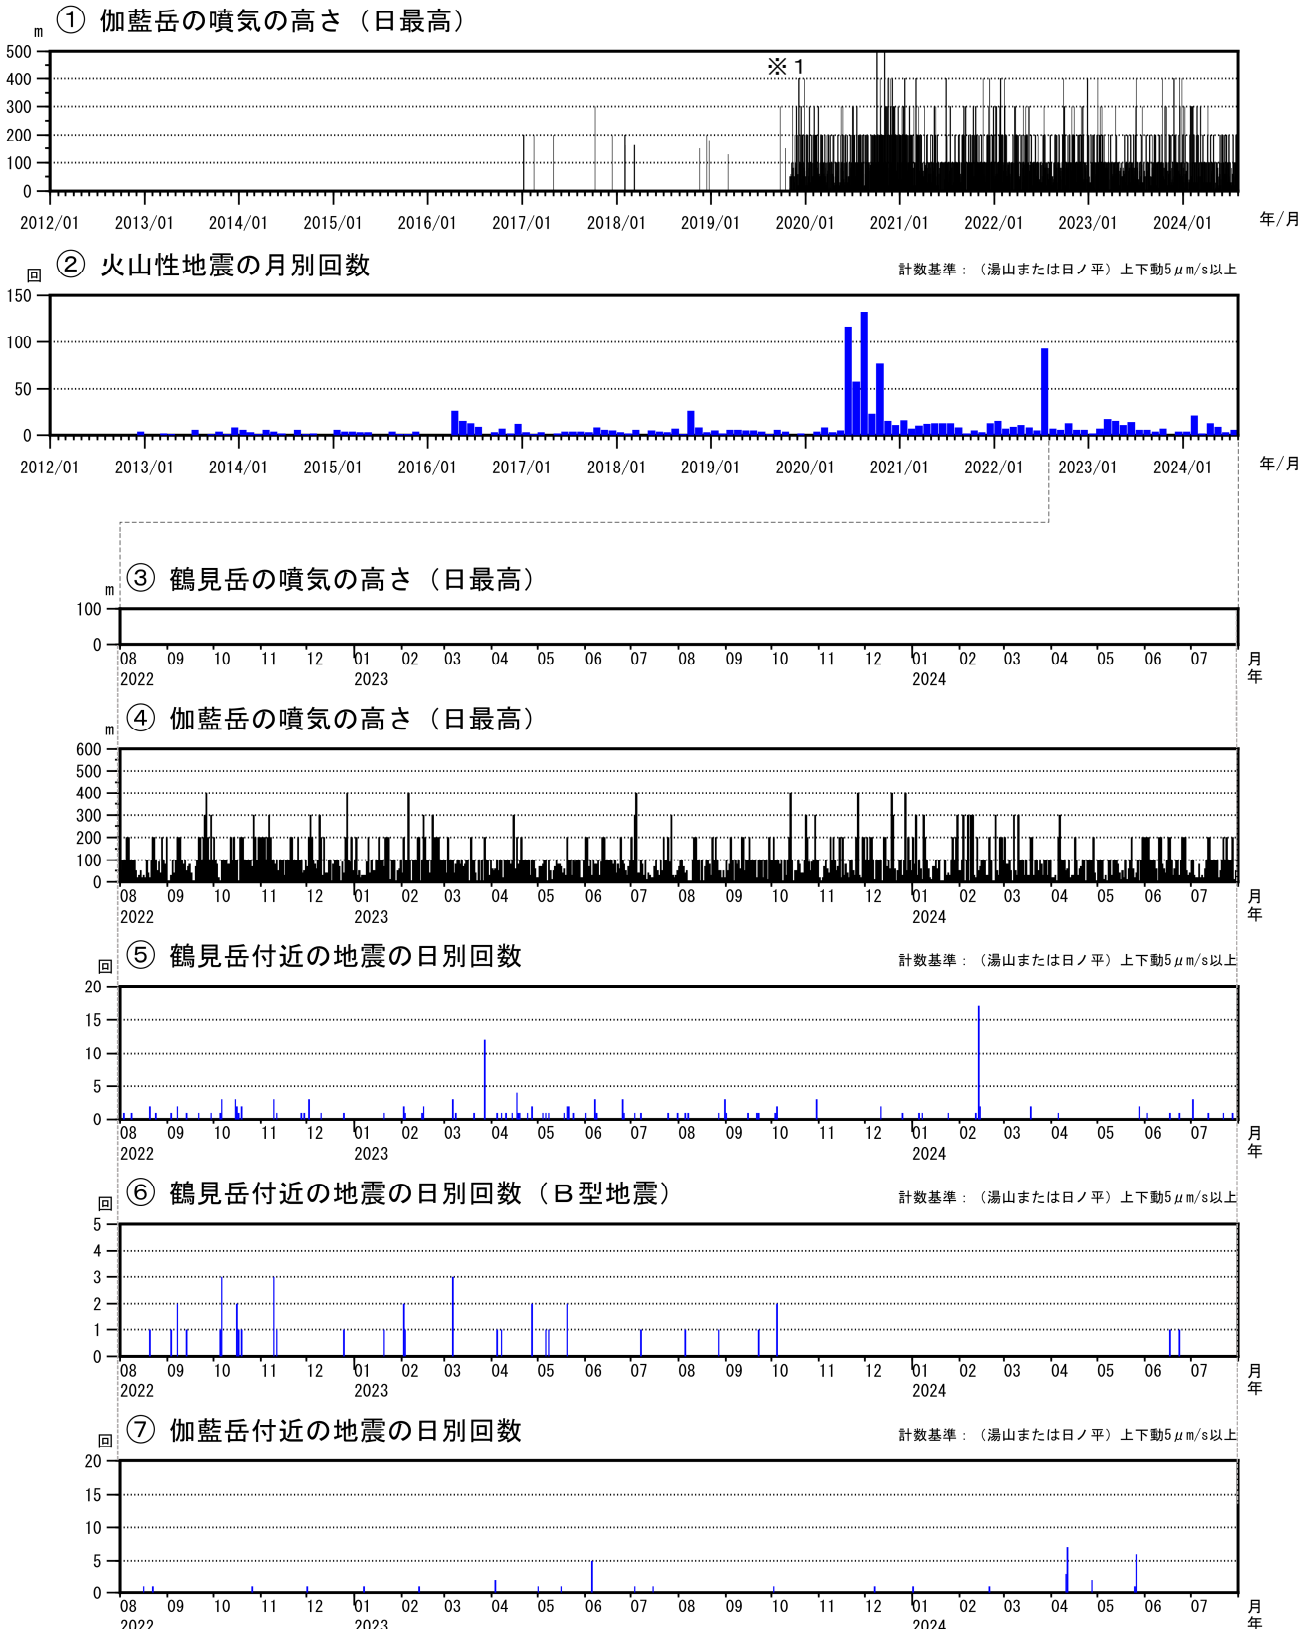 ① 伽藍岳の噴気の高さ（日最高）
m
500
400
300
200
100
0
※1
2012/01 2013/01 2014/01 2015/01 2016/01 2017/01 2018/01 2019/01 2020/01 2021/01 2022/01 2023/01 2024/01 年/月
② 火山性地震の月別回数
回
計数基準：（湯山または日ノ平）上下動5μm/s以上
150
100
50
0
2012/01 2013/01 2014/01 2015/01 2016/01 2017/01 2018/01 2019/01 2020/01 2021/01 2022/01 2023/01 2024/01 年/月
③ 鶴見岳の噴気の高さ（日最高）
m
100
0
08 09 10 11 12 01 02 03 04 05 06 07 08 09 10 11 12 01 02 03 04 05 06 07 月
2022 2023 2024 年
④ 伽藍岳の噴気の高さ（日最高）
m
600
500
400
300
200
100
0
08 09 10 11 12 01 02 03 04 05 06 07 08 09 10 11 12 01 02 03 04 05 06 07 月
2022 2023 2024 年
⑤ 鶴見岳付近の地震の日別回数
回
計数基準：（湯山または日ノ平）上下動5μm/s以上
20
15
10
5
0
08 09 10 11 12 01 02 03 04 05 06 07 08 09 10 11 12 01 02 03 04 05 06 07 月
2022 2023 2024 年
⑥ 鶴見岳付近の地震の日別回数（Ｂ型地震）
回
計数基準：（湯山または日ノ平）上下動5μm/s以上
5
4
3
2
1
0
08 09 10 11 12 01 02 03 04 05 06 07 08 09 10 11 12 01 02 03 04 05 06 07 月
2022 2023 2024 年
⑦ 伽藍岳付近の地震の日別回数
回
計数基準：（湯山または日ノ平）上下動5μm/s以上
20
15
10
5
0
08 09 10 11 12 01 02 03 04 05 06 07 08 09 10 11 12 01 02 03 04 05 06 07 月
2022 2023 2024 年